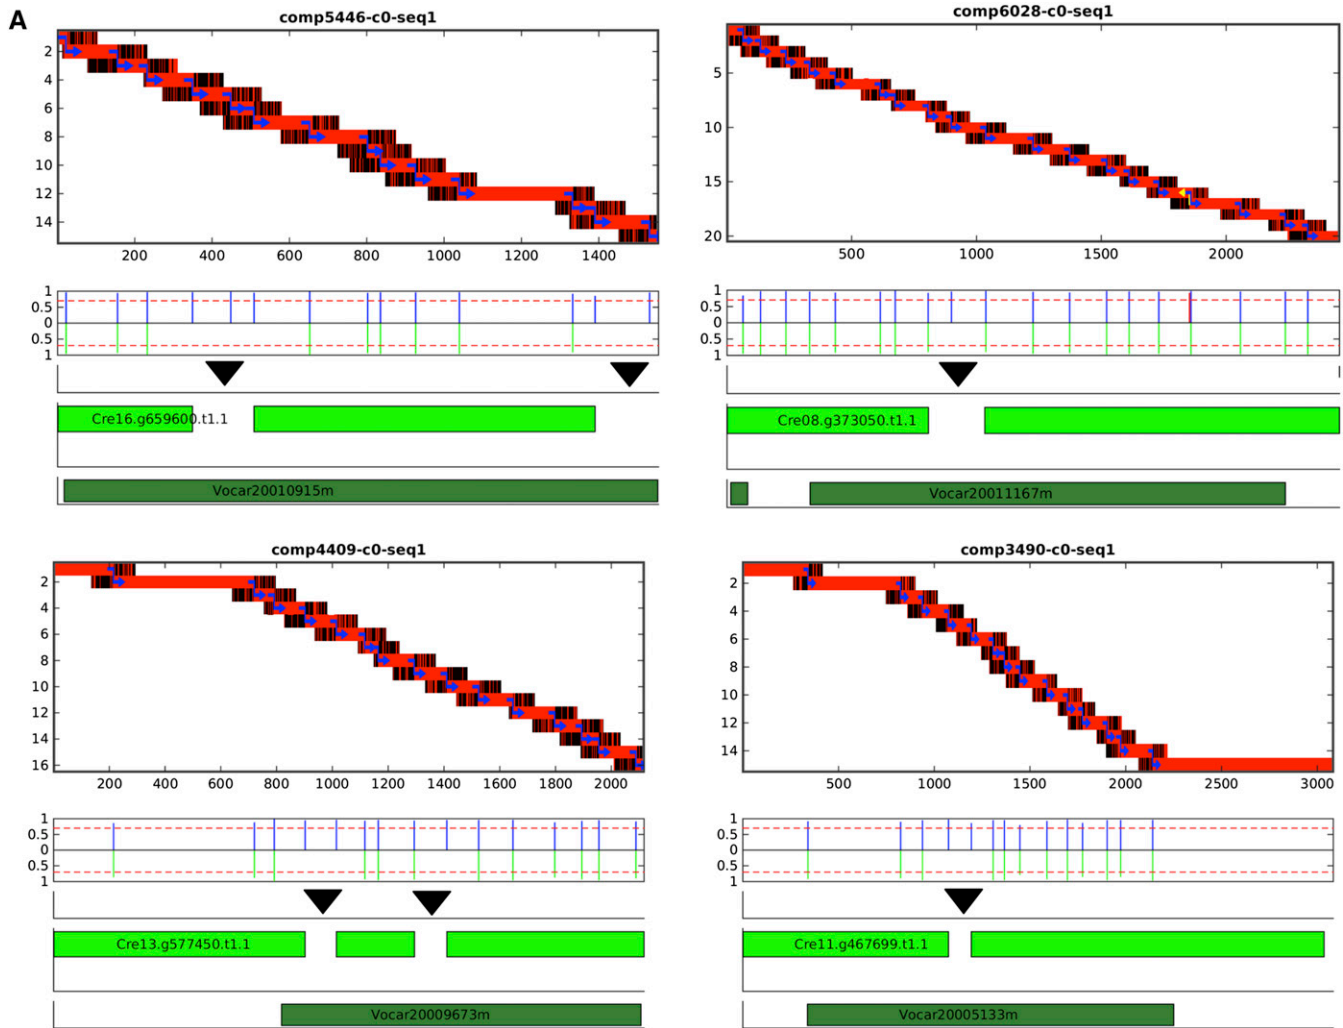 A
comp5446-c0-seq1
2
4
6
8
10
12
14
200 400 600 800 1000 1200 1400
1
0.5
0
0.5
1
Cre16.g659600.t1.1
Vocar20010915m
comp6028-c0-seq1
5
10
15
20
500 1000 1500 2000
1
0.5
0
0.5
1
Cre08.g373050.t1.1
Vocar20011167m
comp4409-c0-seq1
2
4
6
8
10
12
14
16
200 400 600 800 1000 1200 1400 1600 1800 2000
1
0.5
0
0.5
1
Cre13.g577450.t1.1
Vocar20009673m
comp3490-c0-seq1
2
4
6
8
10
12
14
500 1000 1500 2000 2500 3000
1
0.5
0
0.5
1
Cre11.g467699.t1.1
Vocar20005133m